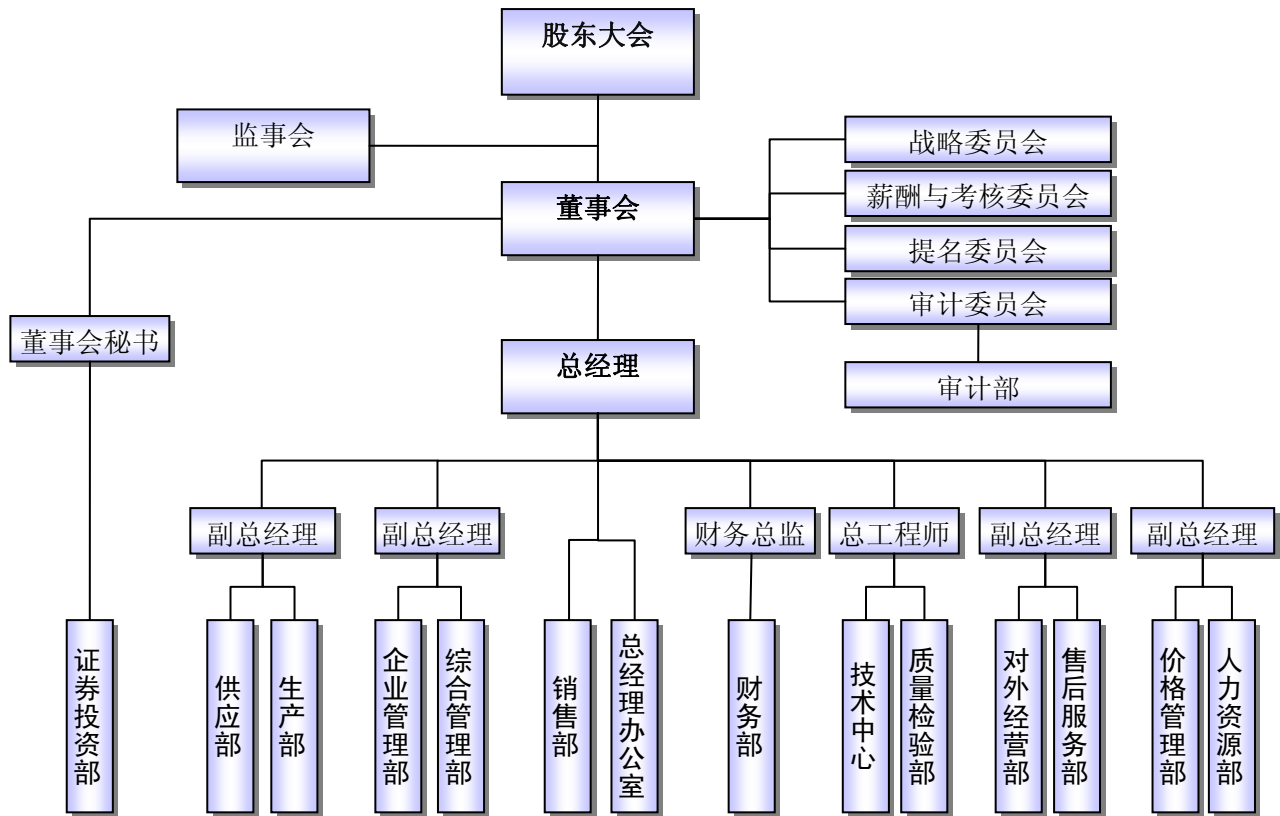 股东大会
监事会
战略委员会
薪酬与考核委员会
董事会
提名委员会
审计委员会
董事会秘书
总经理
审计部
副总经理
副总经理
财务总监
总工程师
副总经理
副总经理
证券投资部
供应部
生产部
企业管理部
综合管理部
销售部
总经理办公室
财务部
技术中心
质量检验部
对外经营部
售后服务部
价格管理部
人力资源部